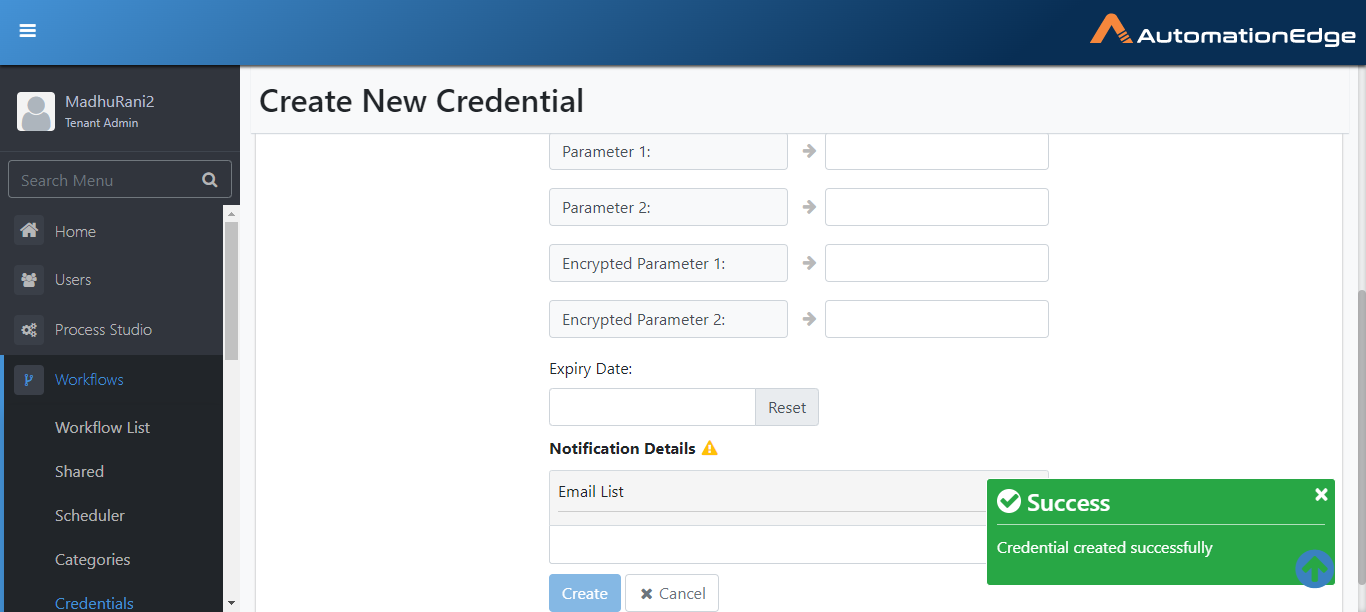 AutomationEdge
MadhuRani2
Tenant Admin
Search Menu
Home
Users
Process Studio
Workflows
Workflow List
Shared
Scheduler
Categories
Credentials
Create New Credential
Parameter 1:
Parameter 2:
Encrypted Parameter 1:
Encrypted Parameter 2:
Expiry Date:
Reset
Notification Details
Email List
Create
Cancel
Success
Credential created successfully